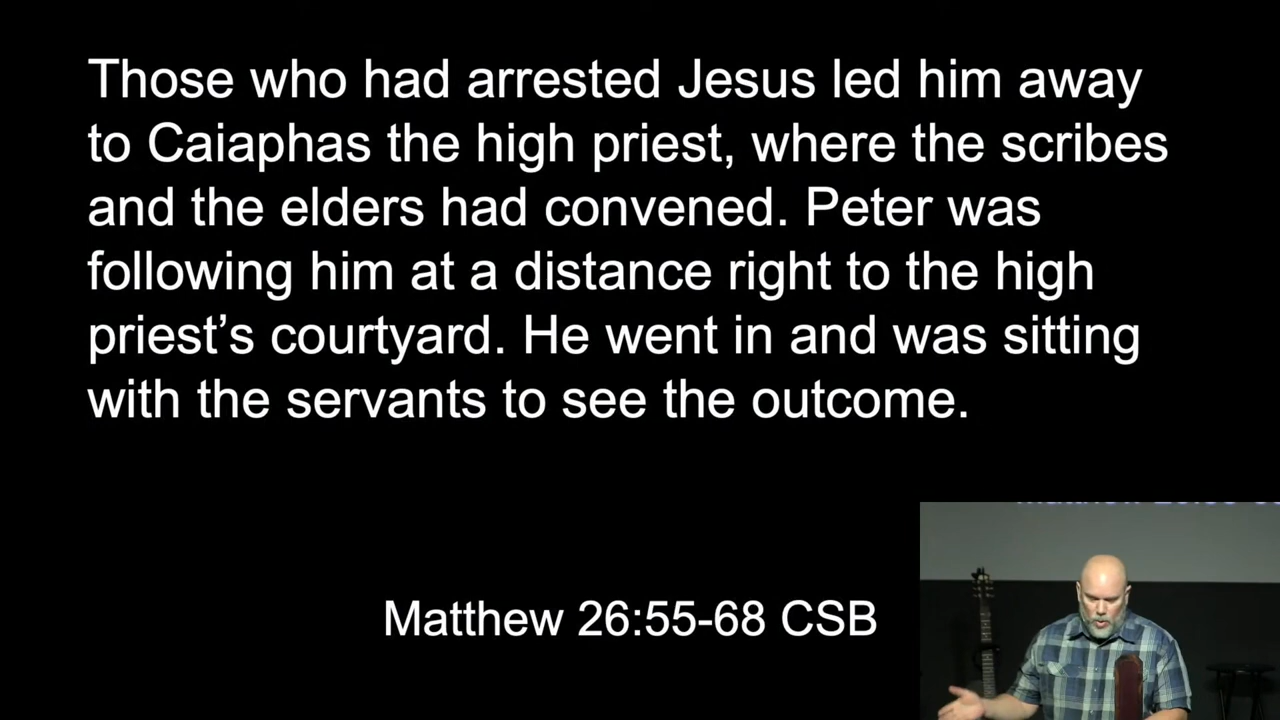 Those who had arrested Jesus led him away
to Caiaphas the high priest, where the scribes
and the elders had convened. Peter was
following him at a distance right to the high
priest’s courtyard. He went in and was sitting
with the servants to see the outcome.
Matthew 26:55-68 CSB